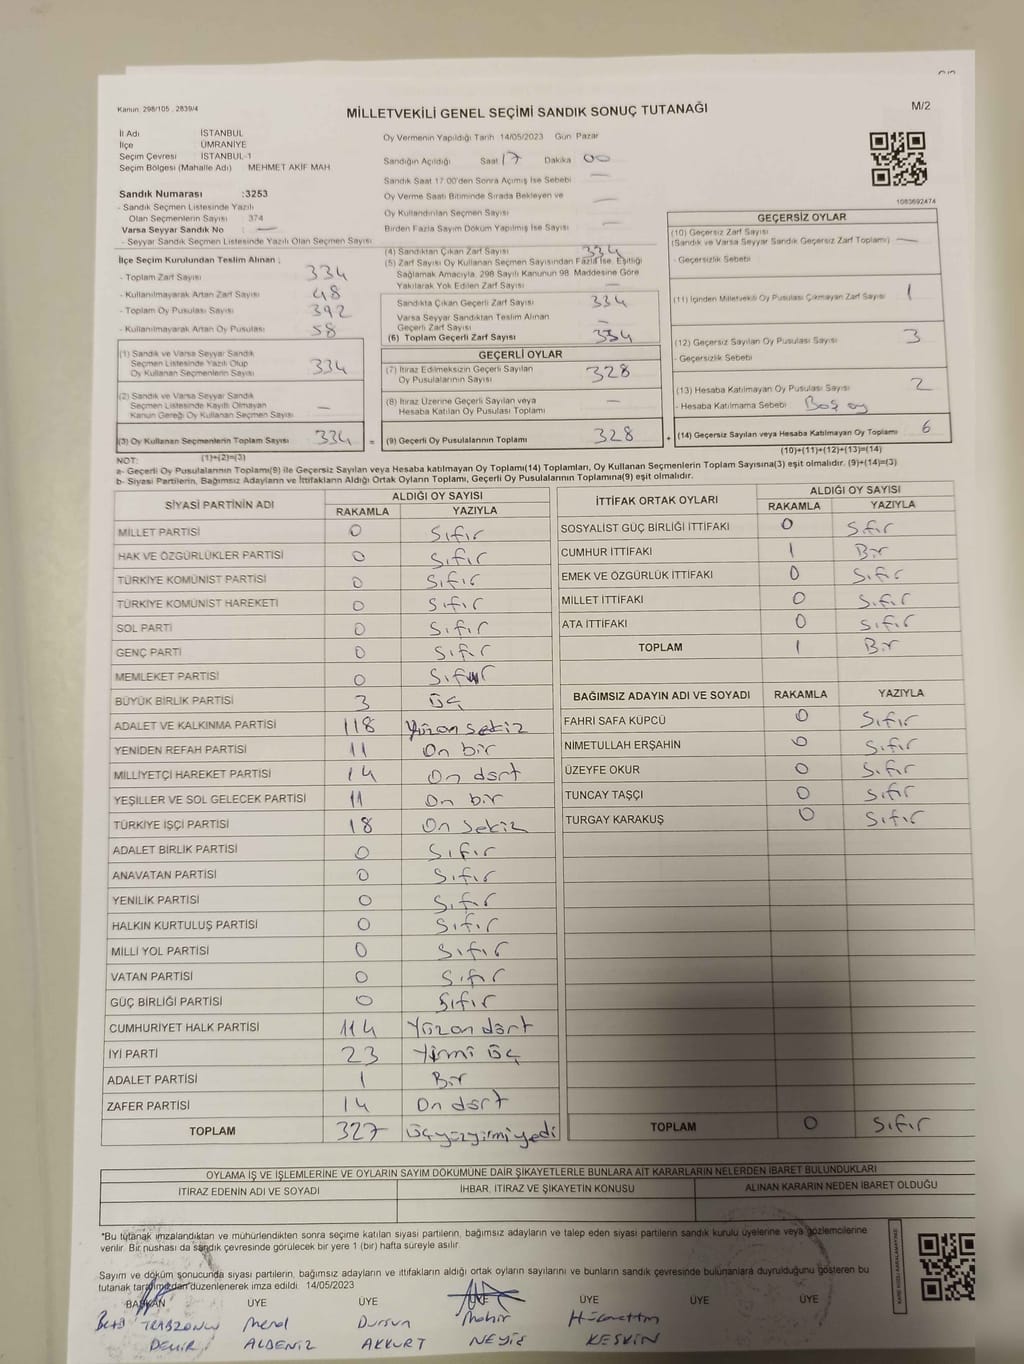 Kanun: 298/105 , 2839/4
MİLLETVEKİLİ GENEL SEÇİMİ SANDIK SONUÇ TUTANAĞI
M/2
İl Adı İSTANBUL
İlçe ÜMRANİYE
Seçim Çevresi İSTANBUL-1
Seçim Bölgesi (Mahalle Adı) MEHMET AKİF MAH
Sandık Numarası :3253
- Sandık Seçmen Listesinde Yazılı
Olan Seçmenlerin Sayısı 374
Varsa Seyyar Sandık No : —
- Seyyar Sandık Seçmen Listesinde Yazılı Olan Seçmen Sayısı
İlçe Seçim Kurulundan Teslim Alınan ;
- Toplam Zarf Sayısı 334
- Kullanılmayarak Artan Zarf Sayısı 48
- Toplam Oy Pusulası Sayısı 392
- Kullanılmayarak Artan Oy Pusulası 58
(1) Sandık ve Varsa Seyyar Sandık
Seçmen Listesinde Yazılı Olup
Oy Kullanan Seçmenlerin Sayısı 334
(2) Sandık ve Varsa Seyyar Sandık
Seçmen Listesinde Kayıtlı Olmayan
Kanun Gereği Oy Kullanan Seçmen Sayısı —
(3) Oy Kullanan Seçmenlerin Toplam Sayısı 334 =
(1)+(2)=(3)
Oy Vermenin Yapıldığı Tarih 14/05/2023 Gün Pazar
Sandığın Açıldığı Saat 17 Dakika 00
Sandık Saat 17:00'den Sonra Açımış İse Sebebi —
Oy Verme Saati Bitiminde Sırada Bekleyen ve
Oy Kullandırılan Seçmen Sayısı —
Birden Fazla Sayım Döküm Yapılmış İse Sayısı —
(4) Sandıktan Çıkan Zarf Sayısı 334
(5) Zarf Sayısı Oy Kullanan Seçmen Sayısından Fazla İse, Eşitliği
Sağlamak Amacıyla, 298 Sayılı Kanunun 98. Maddesine Göre
Yakılarak Yok Edilen Zarf Sayısı —
Sandıkta Çıkan Geçerli Zarf Sayısı 334
Varsa Seyyar Sandıktan Teslim Alınan
Geçerli Zarf Sayısı —
(6) Toplam Geçerli Zarf Sayısı 334
GEÇERLİ OYLAR
(7) İtiraz Edilmeksizin Geçerli Sayılan
Oy Pusulalarının Sayısı 328
(8) İtiraz Üzerine Geçerli Sayılan veya
Hesaba Katılan Oy Pusulası Toplamı —
(9) Geçerli Oy Pusulalarının Toplamı 328 +
1083692474
GEÇERSİZ OYLAR
(10) Geçersiz Zarf Sayısı
(Sandık ve Varsa Seyyar Sandık Geçersiz Zarf Toplamı) —
- Geçersizlik Sebebi
(11) İçinden Milletvekili Oy Pusulası Çıkmayan Zarf Sayısı 1
(12) Geçersiz Sayılan Oy Pusulası Sayısı 3
- Geçersizlik Sebebi
(13) Hesaba Katılmayan Oy Pusulası Sayısı 2
- Hesaba Katılmama Sebebi Boş oy
(14) Geçersiz Sayılan veya Hesaba Katılmayan Oy Toplamı 6
(10)+(11)+(12)+(13)=(14)
NOT:
a- Geçerli Oy Pusulalarının Toplamı(9) ile Geçersiz Sayılan veya Hesaba katılmayan Oy Toplamı(14) Toplamları, Oy Kullanan Seçmenlerin Toplam Sayısına(3) eşit olmalıdır. (9)+(14)=(3)
b- Siyasi Partilerin, Bağımsız Adayların ve İttifakların Aldığı Ortak Oyların Toplamı, Geçerli Oy Pusulalarının Toplamına(9) eşit olmalıdır.
SİYASİ PARTİNİN ADI ALDIĞI OY SAYISI
RAKAMLA YAZIYLA
MİLLET PARTİSİ 0 Sıfır
HAK VE ÖZGÜRLÜKLER PARTİSİ 0 Sıfır
TÜRKİYE KOMÜNİST PARTİSİ 0 Sıfır
TÜRKİYE KOMÜNİST HAREKETİ 0 Sıfır
SOL PARTİ 0 Sıfır
GENÇ PARTİ 0 Sıfır
MEMLEKET PARTİSİ 0 Sıfır
BÜYÜK BİRLİK PARTİSİ 3 üç
ADALET VE KALKINMA PARTİSİ 118 Yüzon sekiz
YENİDEN REFAH PARTİSİ 11 On bir
MİLLİYETÇİ HAREKET PARTİSİ 14 On dört
YEŞİLLER VE SOL GELECEK PARTİSİ 11 On bir
TÜRKİYE İŞÇİ PARTİSİ 18 On sekiz
ADALET BİRLİK PARTİSİ 0 Sıfır
ANAVATAN PARTİSİ 0 Sıfır
YENİLİK PARTİSİ 0 Sıfır
HALKIN KURTULUŞ PARTİSİ 0 Sıfır
MİLLİ YOL PARTİSİ 0 Sıfır
VATAN PARTİSİ 0 Sıfır
GÜÇ BİRLİĞİ PARTİSİ 0 Sıfır
CUMHURİYET HALK PARTİSİ 114 Yüzon dört
İYİ PARTİ 23 Yirmi üç
ADALET PARTİSİ 1 Bir
ZAFER PARTİSİ 14 On dört
TOPLAM 327 üçyüzyirmiyedi
İTTİFAK ORTAK OYLARI ALDIĞI OY SAYISI
RAKAMLA YAZIYLA
SOSYALİST GÜÇ BİRLİĞİ İTTİFAKI 0 Sıfır
CUMHUR İTTİFAKI 1 Bir
EMEK VE ÖZGÜRLÜK İTTİFAKI 0 Sıfır
MİLLET İTTİFAKI 0 Sıfır
ATA İTTİFAKI 0 Sıfır
TOPLAM 1 Bir
BAĞIMSIZ ADAYIN ADI VE SOYADI RAKAMLA YAZIYLA
FAHRİ SAFA KÜPCÜ 0 Sıfır
NİMETULLAH ERŞAHİN 0 Sıfır
ÜZEYFE OKUR 0 Sıfır
TUNCAY TAŞÇI 0 Sıfır
TURGAY KARAKUŞ 0 Sıfır
TOPLAM 0 Sıfır
OYLAMA İŞ VE İŞLEMLERİNE VE OYLARIN SAYIM DÖKÜMÜNE DAİR ŞİKAYETLERLE BUNLARA AİT KARARLARIN NELERDEN İBARET BULUNDUKLARI
İTİRAZ EDENİN ADI VE SOYADI İHBAR, İTİRAZ VE ŞİKAYETİN KONUSU ALINAN KARARIN NEDEN İBARET OLDUĞU
*Bu tutanak imzalandıktan ve mühürlendikten sonra seçime katılan siyasi partilerin, bağımsız adayların ve talep eden siyasi partilerin sandık kurulu üyelerine veya gözlemcilerine
verilir. Bir nushası da sandık çevresinde görülecek bir yere 1 (bir) hafta süreyle asılır.
Sayım ve döküm sonucunda siyasi partilerin, bağımsız adayların ve ittifakların aldığı ortak oyların sayılarını ve bunların sandık çevresinde bulunanlara duyrulduğunu gösteren bu
tutanak tarafımızdan düzenlenerek imza edildi. 14/05/2023
BAŞKAN ÜYE ÜYE ÜYE ÜYE ÜYE ÜYE
TRABZONLU Meral Dursun Mahir Hüsamettin
DEMİR ALDENİZ AKKURT KESKİN